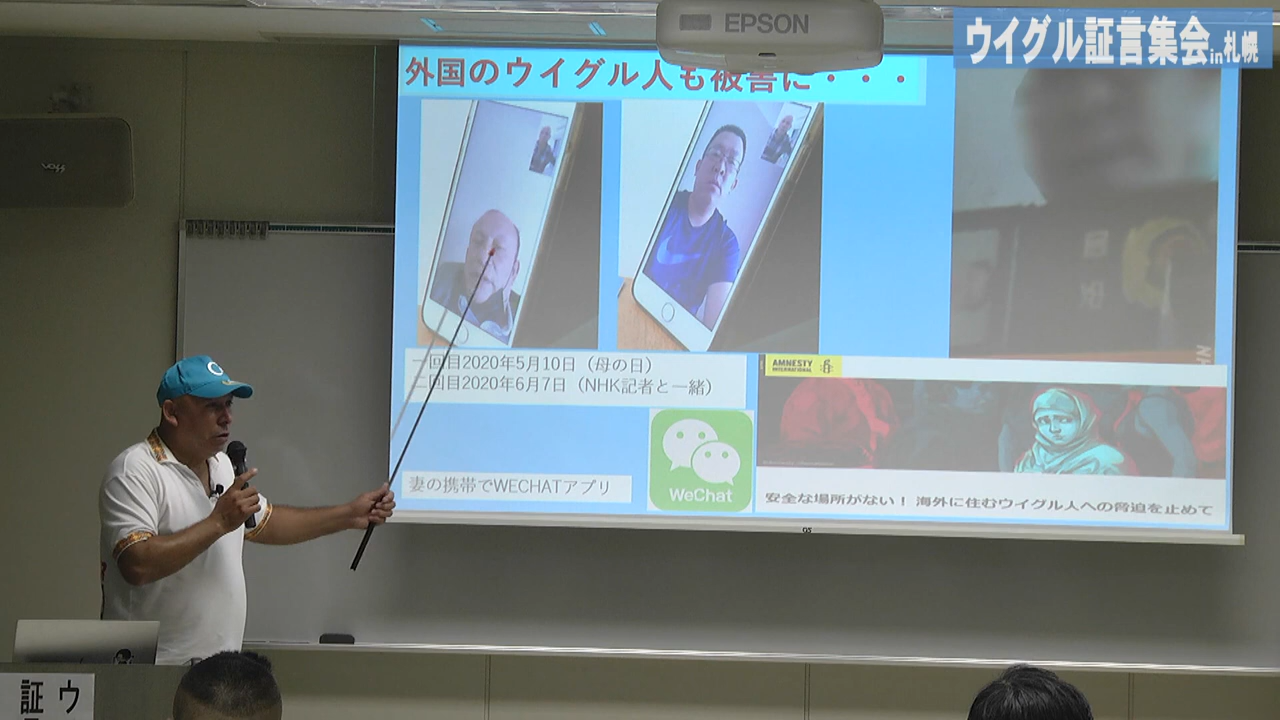 EPSON
ウイグル証言集会in札幌
外国のウイグル人も被害に・・・
voss
一回目2020年5月10日（母の日）
二回目2020年6月7日（NHK記者と一緒）
AMNESTY
INTERNATIONAL
WeChat
妻の携帯でWECHATアプリ
安全な場所がない！ 海外に住むウイグル人への脅迫を止めて
OS
ウ
証